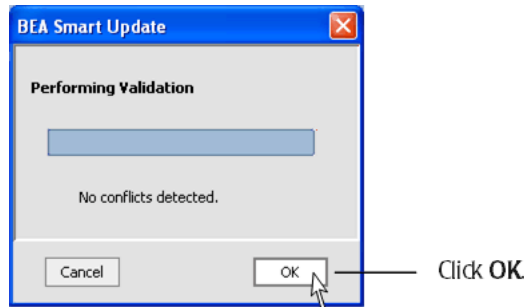 BEA Smart Update
Performing Validation
No conflicts detected.
Cancel
OK
Click OK.